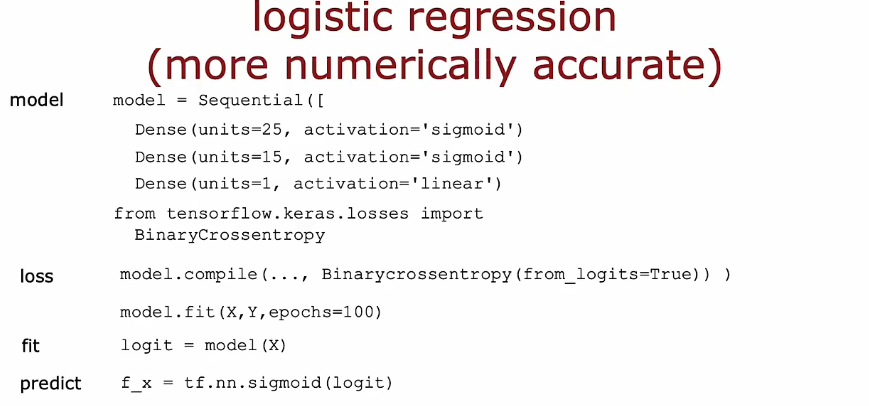 logistic regression
(more numerically accurate)
model model = Sequential([
Dense(units=25, activation='sigmoid')
Dense(units=15, activation='sigmoid')
Dense(units=1, activation='linear')
from tensorflow.keras.losses import
BinaryCrossentropy
loss model.compile(..., Binarycrossentropy(from_logits=True)) )
model.fit(X,Y,epochs=100)
fit logit = model(X)
predict f_x = tf.nn.sigmoid(logit)